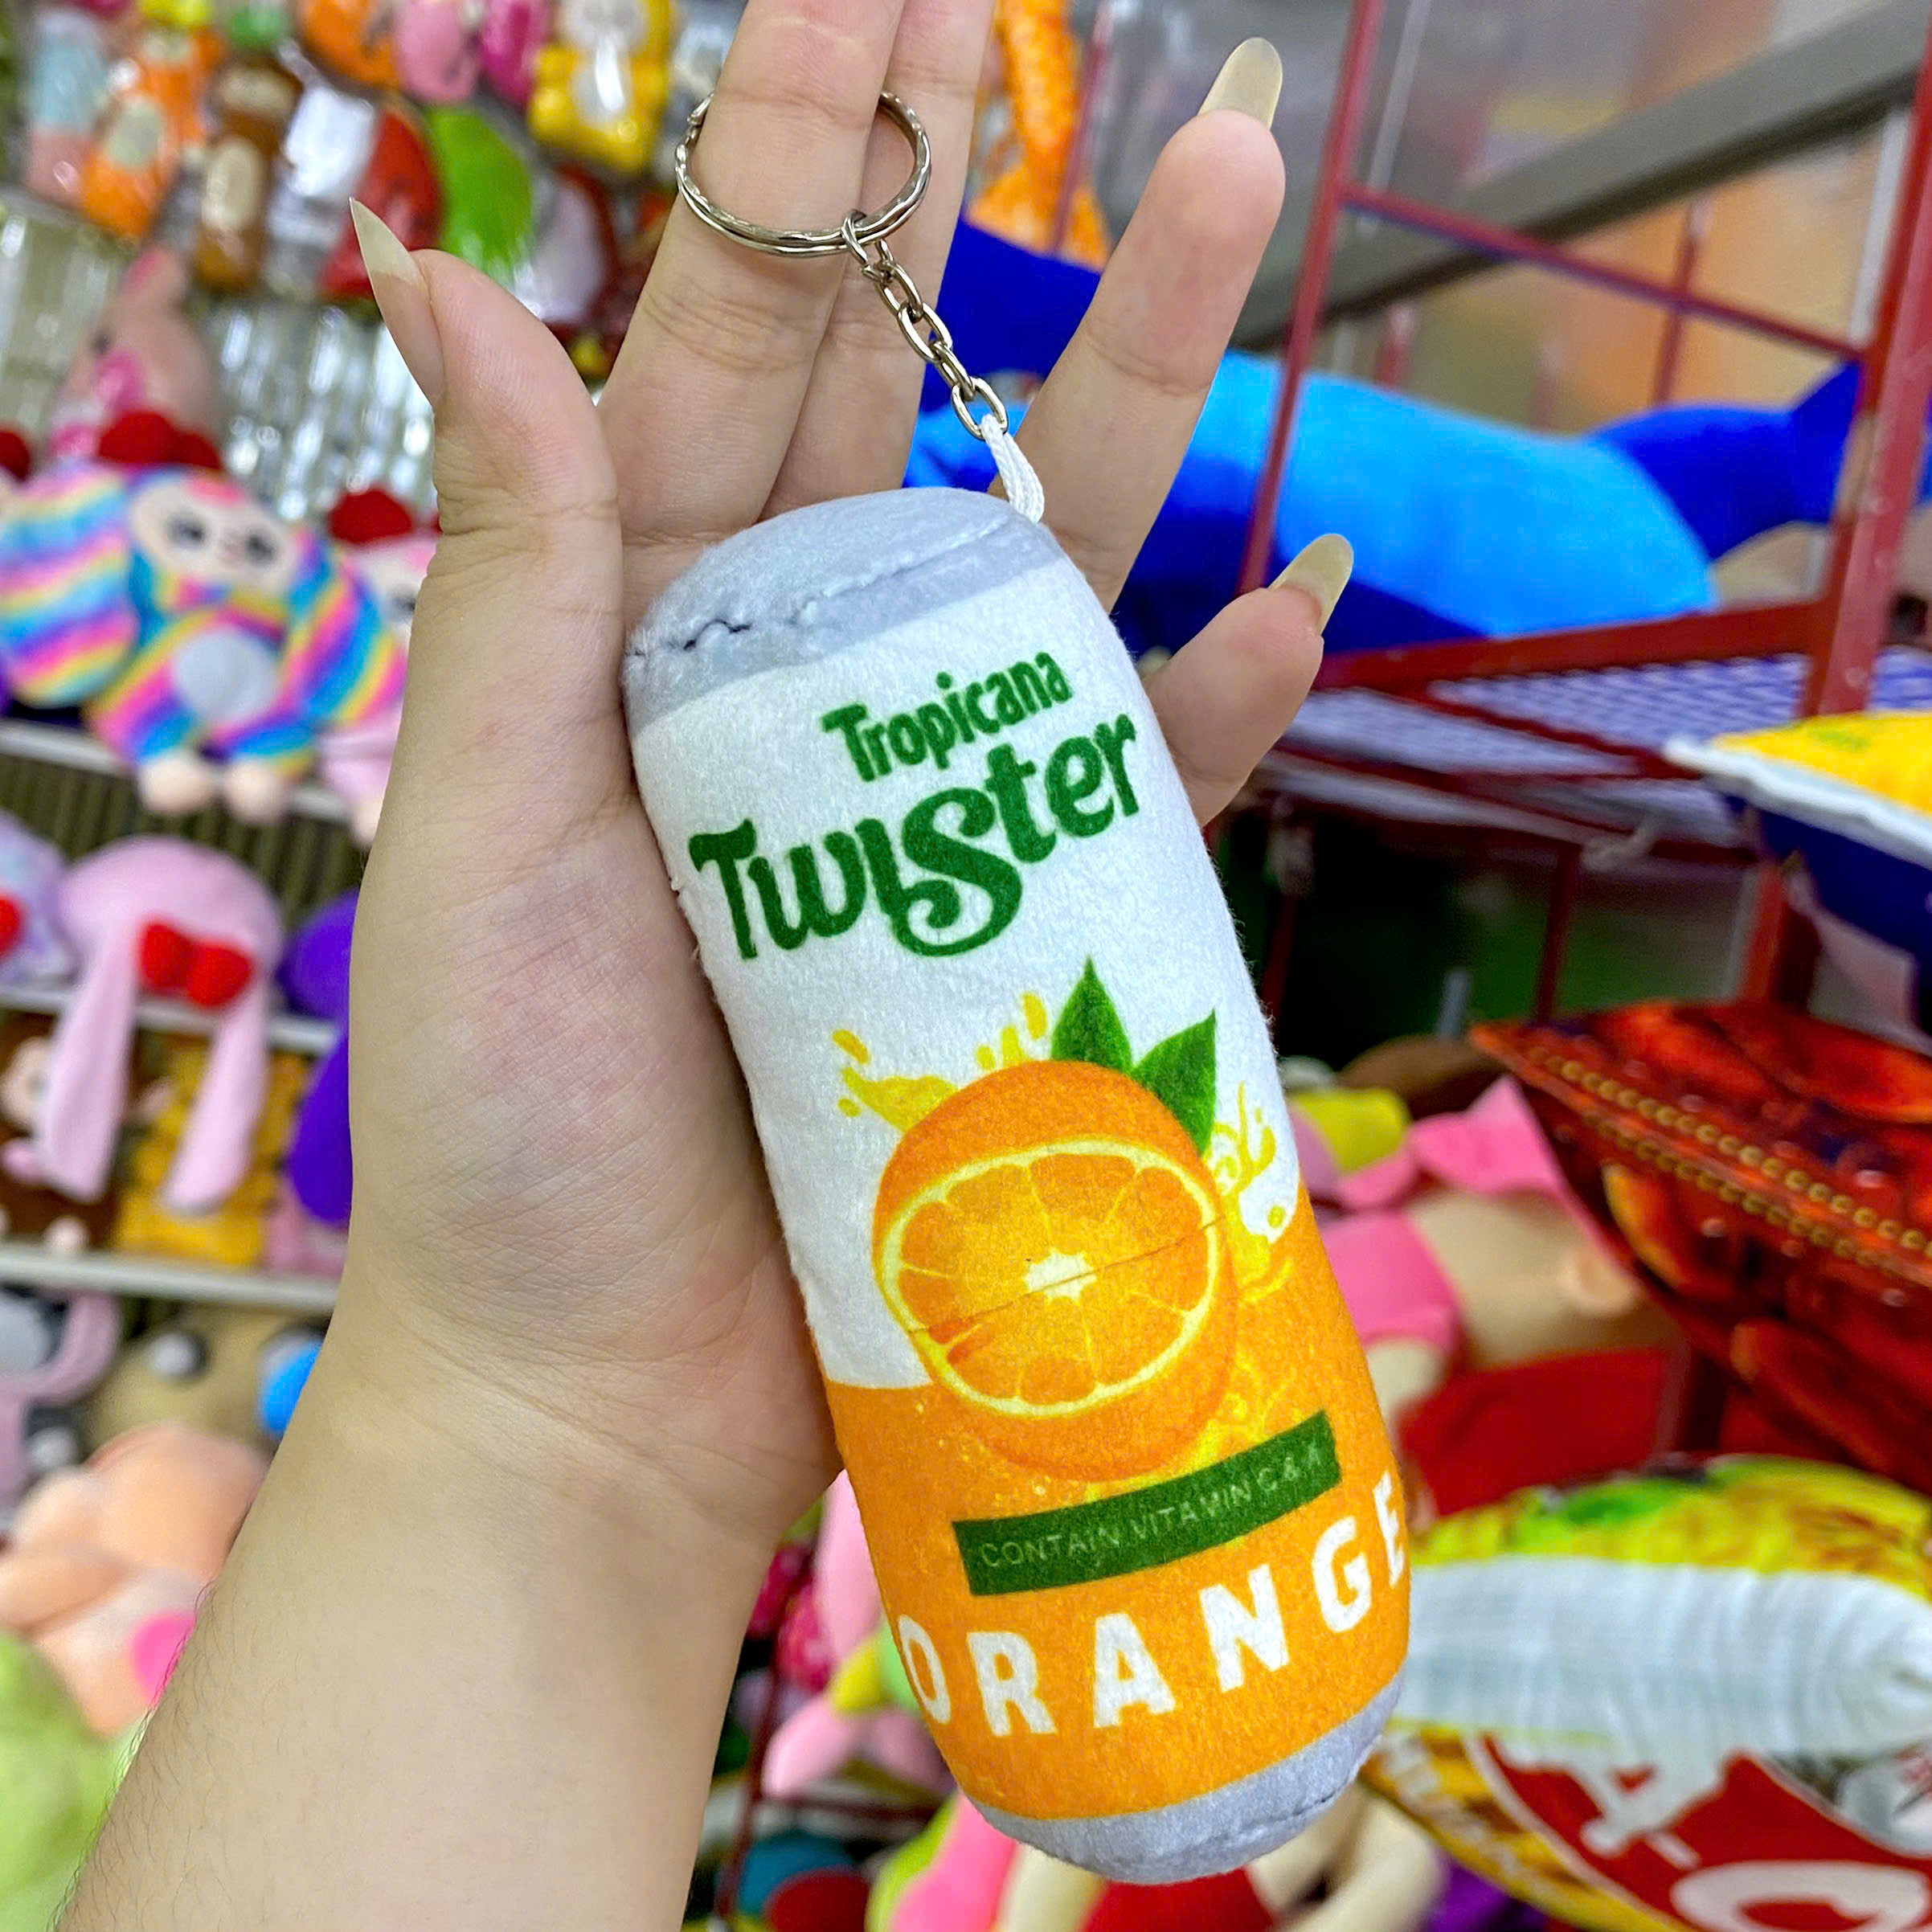 Tropicana
Twister
CONTAIN VITAMIN C &
ORANGE